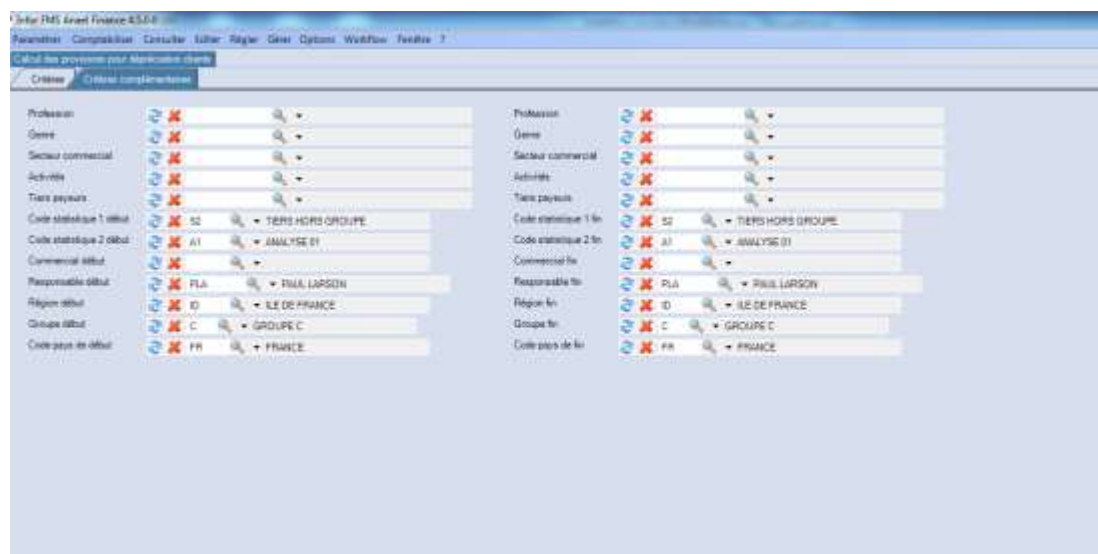 Infor FMS Anael Finance 4.5.0.0
Paramétrer Comptabiliser Consulter Editer Régler Gérer Options Workflow Fenêtre ?
Calcul des provisions pour dépréciation clients
Critères Critères complémentaires
Profession Profession
Genre Genre
Secteur commercial Secteur commercial
Activités Activités
Tiers payeurs Tiers payeurs
Code statistique 1 début S2 TIERS HORS GROUPE Code statistique 1 fin S2 TIERS HORS GROUPE
Code statistique 2 début A1 ANALYSE 01 Code statistique 2 fin A1 ANALYSE 01
Commercial début Commercial fin
Responsable début PLA PAUL LARSON Responsable fin PLA PAUL LARSON
Région début ID ILE DE FRANCE Région fin ID ILE DE FRANCE
Groupe début C GROUPE C Groupe fin C GROUPE C
Code pays de début FR FRANCE Code pays de fin FR FRANCE